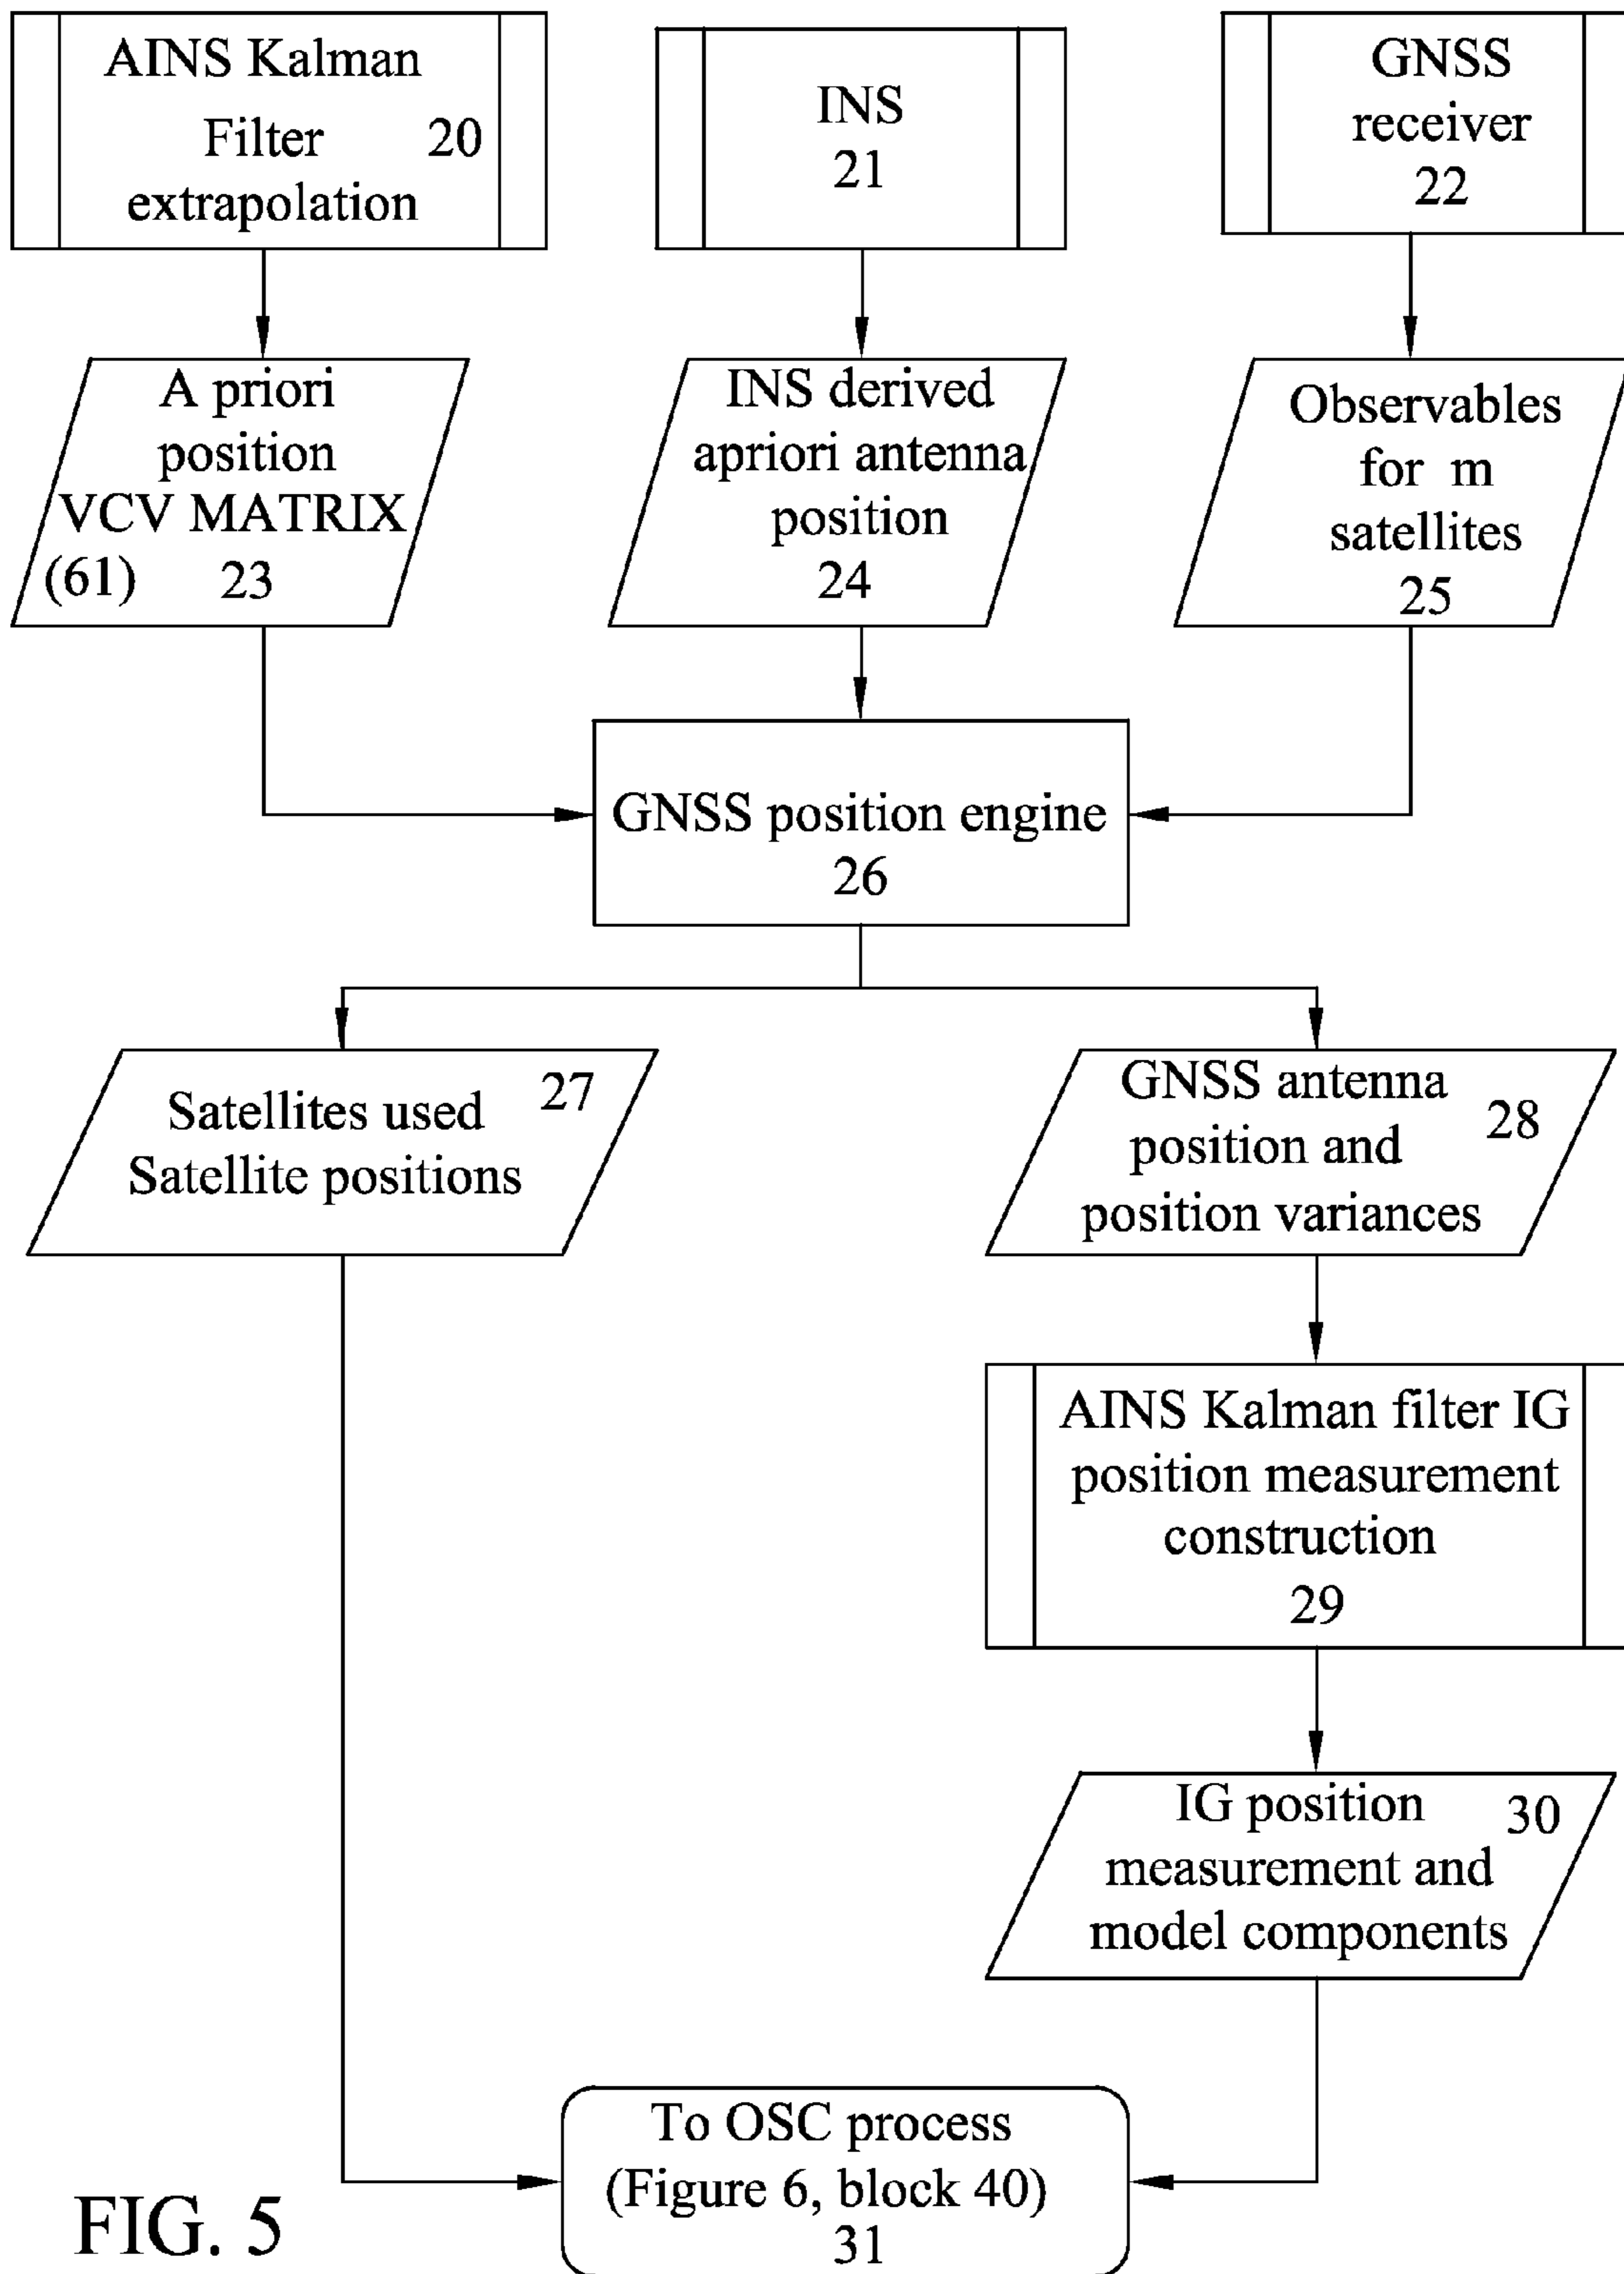 AINS Kalman
Filter 20
extrapolation
INS
21
GNSS
receiver
22
A priori
position
VCV MATRIX
(61) 23
INS derived
apriori antenna
position
24
Observables
for m
satellites
25
GNSS position engine
26
27
Satellites used
Satellite positions
GNSS antenna
position and 28
position variances
AINS Kalman filter IG
position measurement
construction
29
IG position 30
measurement and
model components
To OSC process
(Figure 6, block 40)
31
FIG. 5